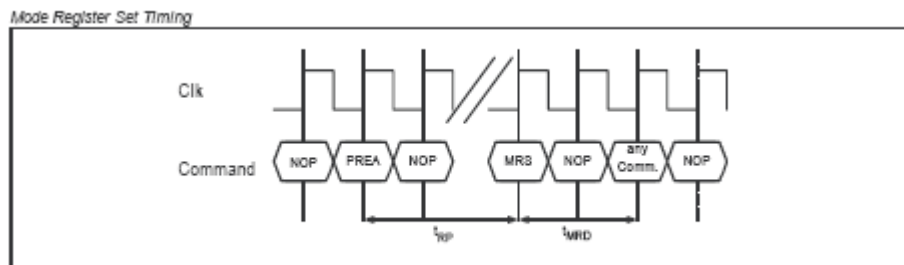 Mode Register Set Timing
Clk
Command
NOP PREA NOP MRS NOP any Comm. NOP
tRP tMRD